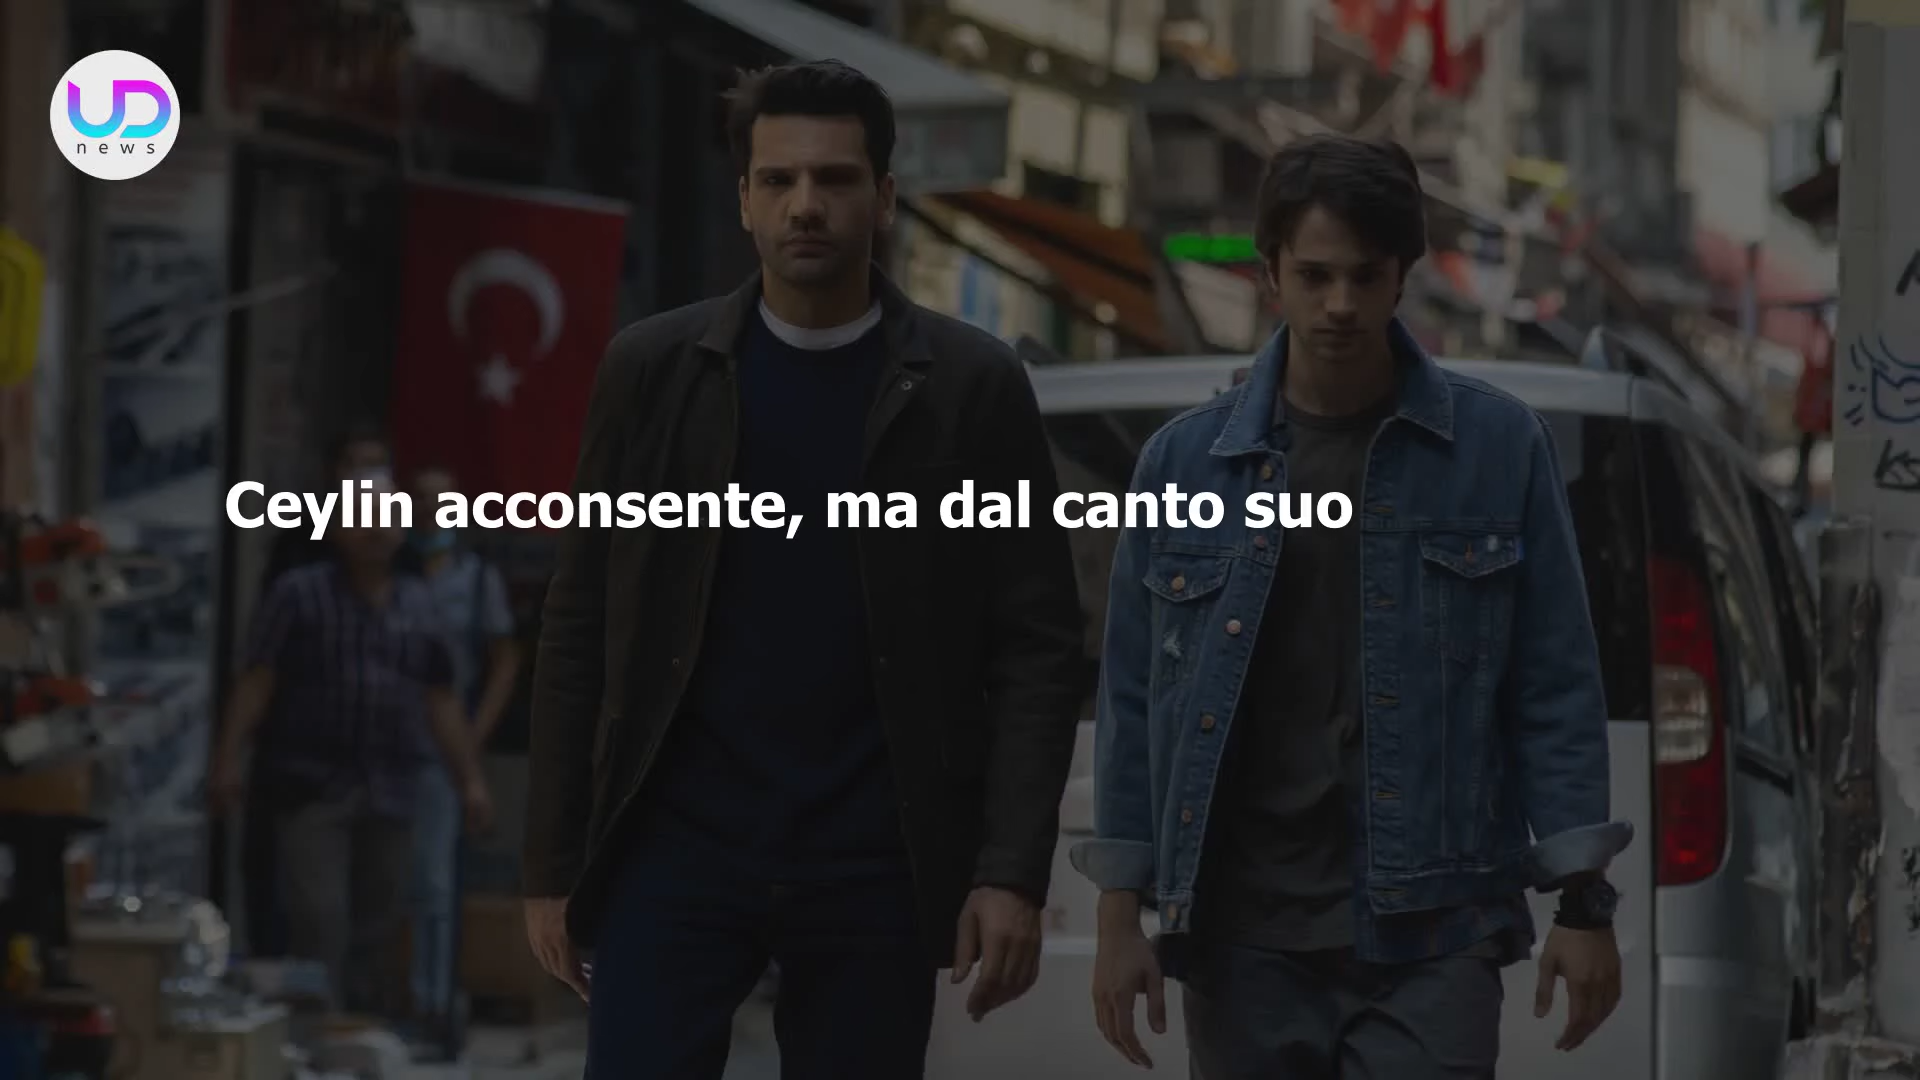 UD
news
Ceylin acconsente, ma dal canto suo